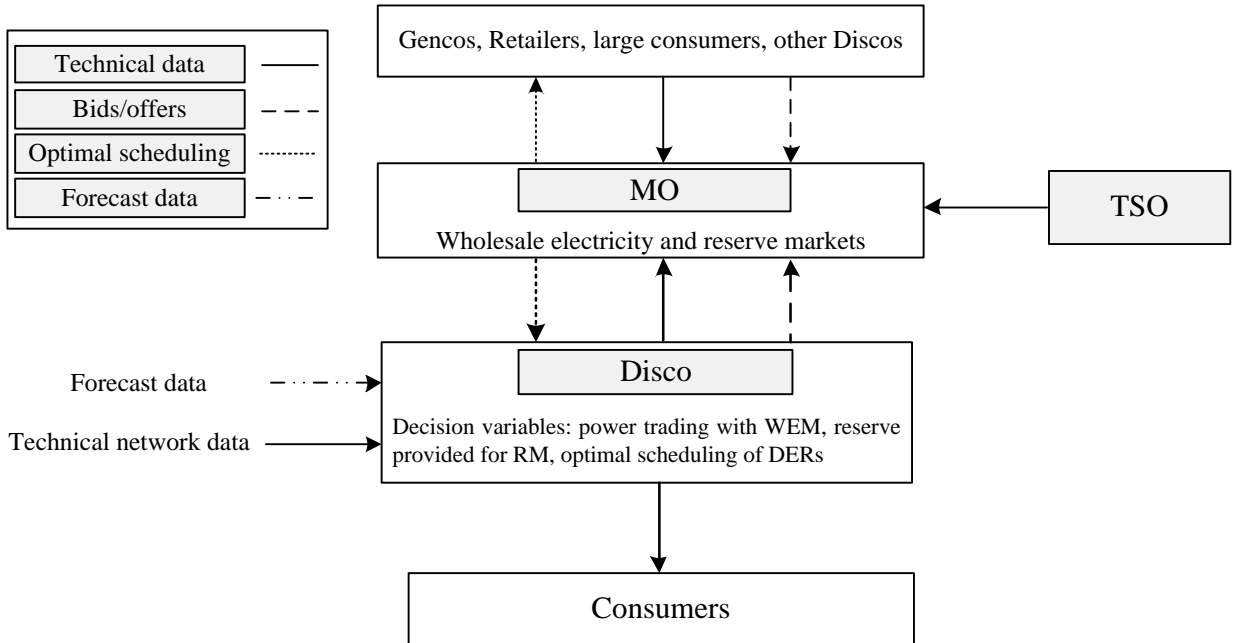 Gencos, Retailers, large consumers, other Discos
Technical data
Bids/offers
Optimal scheduling
Forecast data
MO
Wholesale electricity and reserve markets
TSO
Disco
Forecast data
Technical network data
Decision variables: power trading with WEM, reserve
provided for RM, optimal scheduling of DERs
Consumers